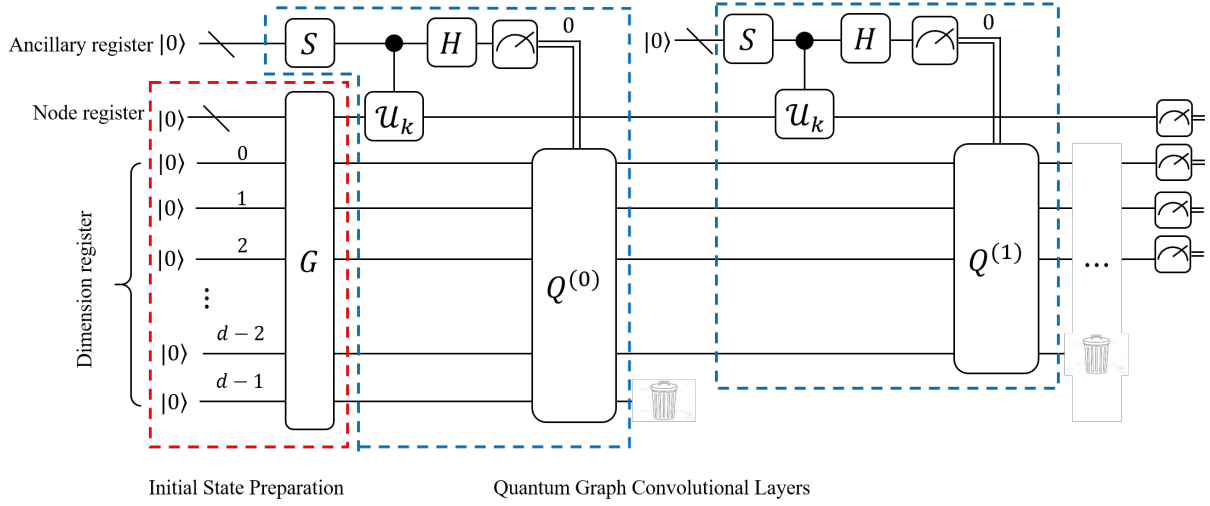 Ancillary register |0⟩ S H 0 |0⟩ S H 0
Node register |0⟩ 𝒰ₖ 𝒰ₖ
|0⟩ 0
|0⟩ 1
|0⟩ 2
Dimension register
⋮
G
Q⁽⁰⁾
Q⁽¹⁾
...
|0⟩ d − 2
|0⟩ d − 1
Initial State Preparation
Quantum Graph Convolutional Layers